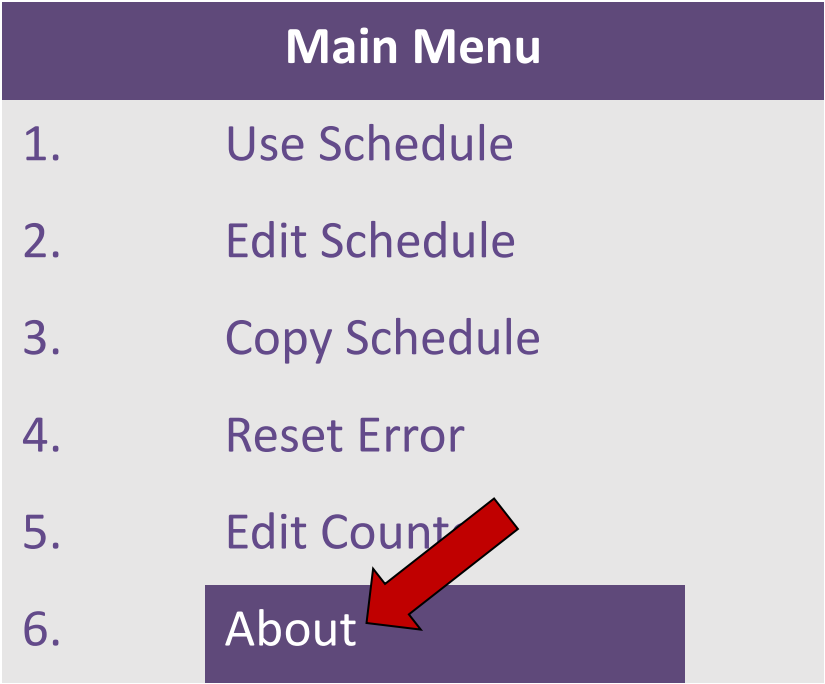 Main Menu
1. Use Schedule
2. Edit Schedule
3. Copy Schedule
4. Reset Error
5. Edit
6. About